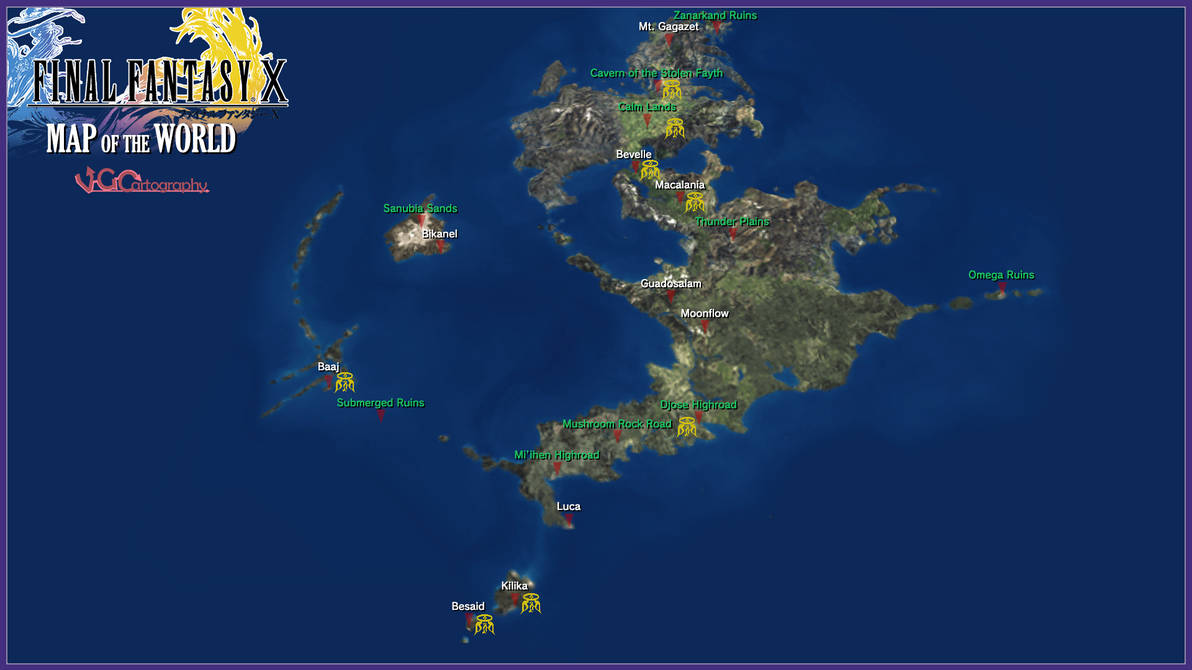 FINAL FANTASY X
MAP OF THE WORLD
VGCartography
Zanarkand Ruins
Mt. Gagazet
Cavern of the Stolen Fayth
Calm Lands
Bevelle
Macalania
Sanubia Sands
Thunder Plains
Bikanel
Omega Ruins
Guadosalam
Moonflow
Baaj
Submerged Ruins
Djose Highroad
Mushroom Rock Road
Mi'ihen Highroad
Luca
Kilika
Besaid